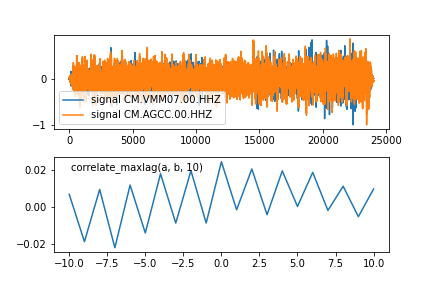 0
−1
signal CM.VMM07.00.HHZ
signal CM.AGCC.00.HHZ
0 5000 10000 15000 20000 25000
correlate_maxlag(a, b, 10)
0.02
0.00
−0.02
−10.0 −7.5 −5.0 −2.5 0.0 2.5 5.0 7.5 10.0